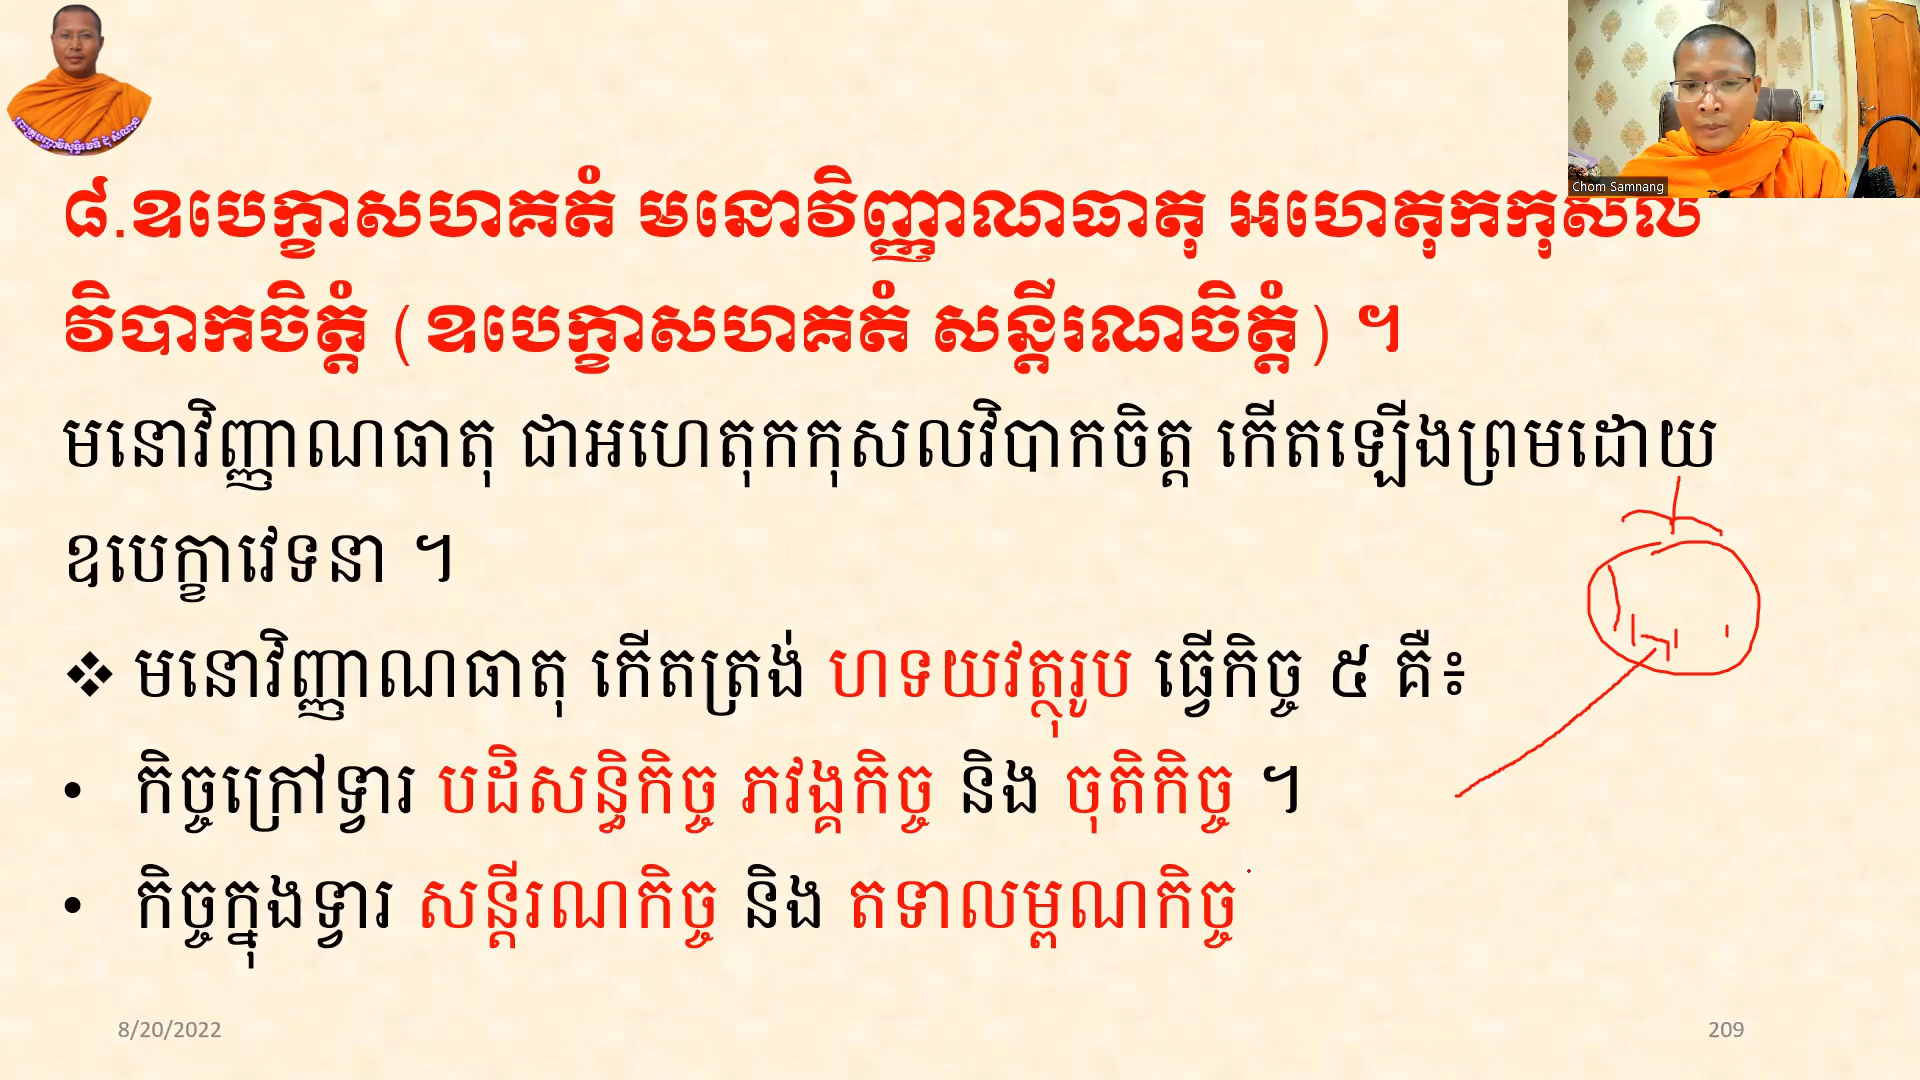 Chom Samnang
៨.ឧបេក្ខាសហគតំ មនោវិញ្ញាណធាតុ អហេតុកកុសល
វិបាកចិត្តំ (ឧបេក្ខាសហគតំ សន្តីរណចិត្តំ) ។
មនោវិញ្ញាណធាតុ ជាអហេតុកកុសលវិបាកចិត្ត កើតឡើងព្រមដោយ
ឧបេក្ខាវេទនា ។
❖ មនោវិញ្ញាណធាតុ កើតត្រង់ ហទយវត្ថុរូប ធ្វើកិច្ច ៥ គឺ៖
• កិច្ចក្រៅទ្វារ បដិសន្ធិកិច្ច ភវង្គកិច្ច និង ចុតិកិច្ច ។
• កិច្ចក្នុងទ្វារ សន្តីរណកិច្ច និង តទាលម្ពណកិច្ច
8/20/2022
209